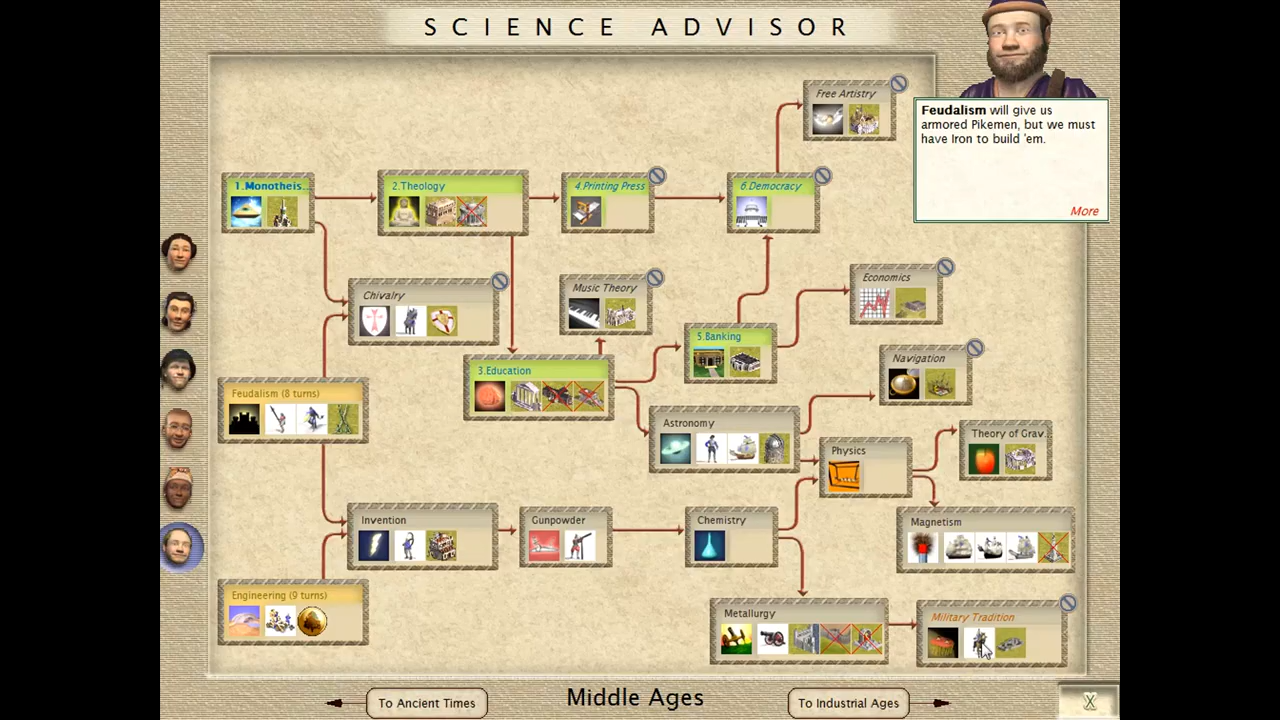 SCIENCE ADVISOR
Feudalism will give us
armored Pikemen, but we must
have Iron to build 'em.
More
Free Artistry
1.Monotheis...
2.Theology
4.Printing Press
6.Democracy
Chivalry
Music Theory
Economics
5.Banking
Navigation
3.Education
Feudalism (8 turns)
Astronomy
Theory of Grav...
Physics
Invention
Gunpowder
Chemistry
Magnetism
Engineering (9 turns)
Metallurgy
Military Tradition
To Ancient Times
Middle Ages
To Industrial Ages
X